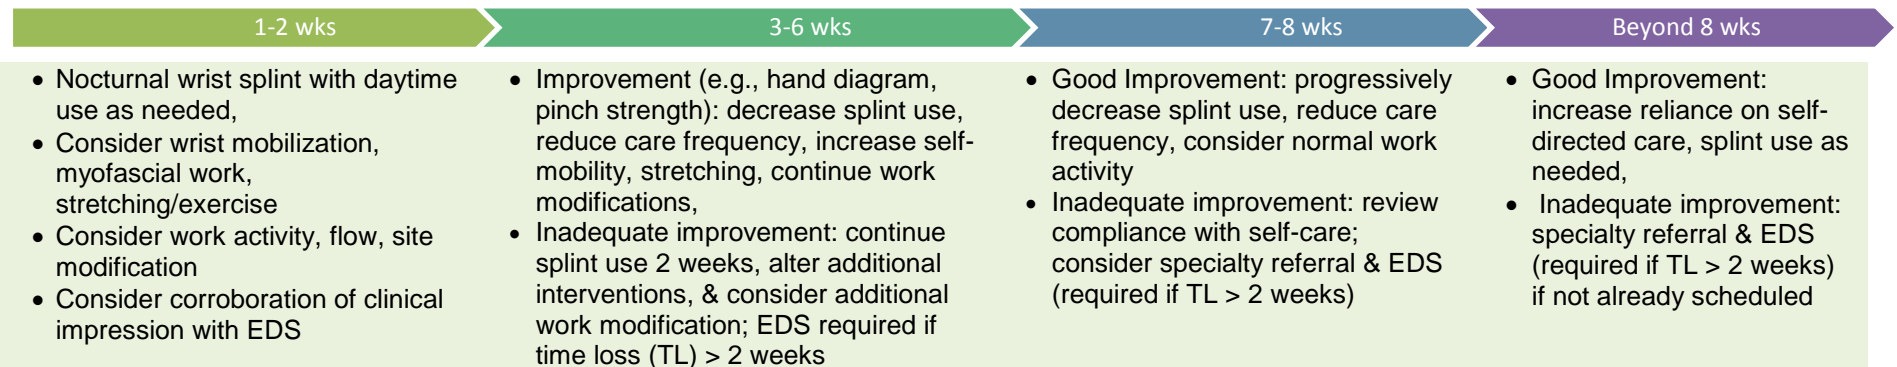 1-2 wks
3-6 wks
7-8 wks
Beyond 8 wks
• Nocturnal wrist splint with daytime
use as needed,
• Consider wrist mobilization,
myofascial work,
stretching/exercise
• Consider work activity, flow, site
modification
• Consider corroboration of clinical
impression with EDS
• Improvement (e.g., hand diagram,
pinch strength): decrease splint use,
reduce care frequency, increase self-
mobility, stretching, continue work
modifications,
• Inadequate improvement: continue
splint use 2 weeks, alter additional
interventions, & consider additional
work modification; EDS required if
time loss (TL) > 2 weeks
• Good Improvement: progressively
decrease splint use, reduce care
frequency, consider normal work
activity
• Inadequate improvement: review
compliance with self-care;
consider specialty referral & EDS
(required if TL > 2 weeks)
• Good Improvement:
increase reliance on self-
directed care, splint use as
needed,
• Inadequate improvement:
specialty referral & EDS
(required if TL > 2 weeks)
if not already scheduled